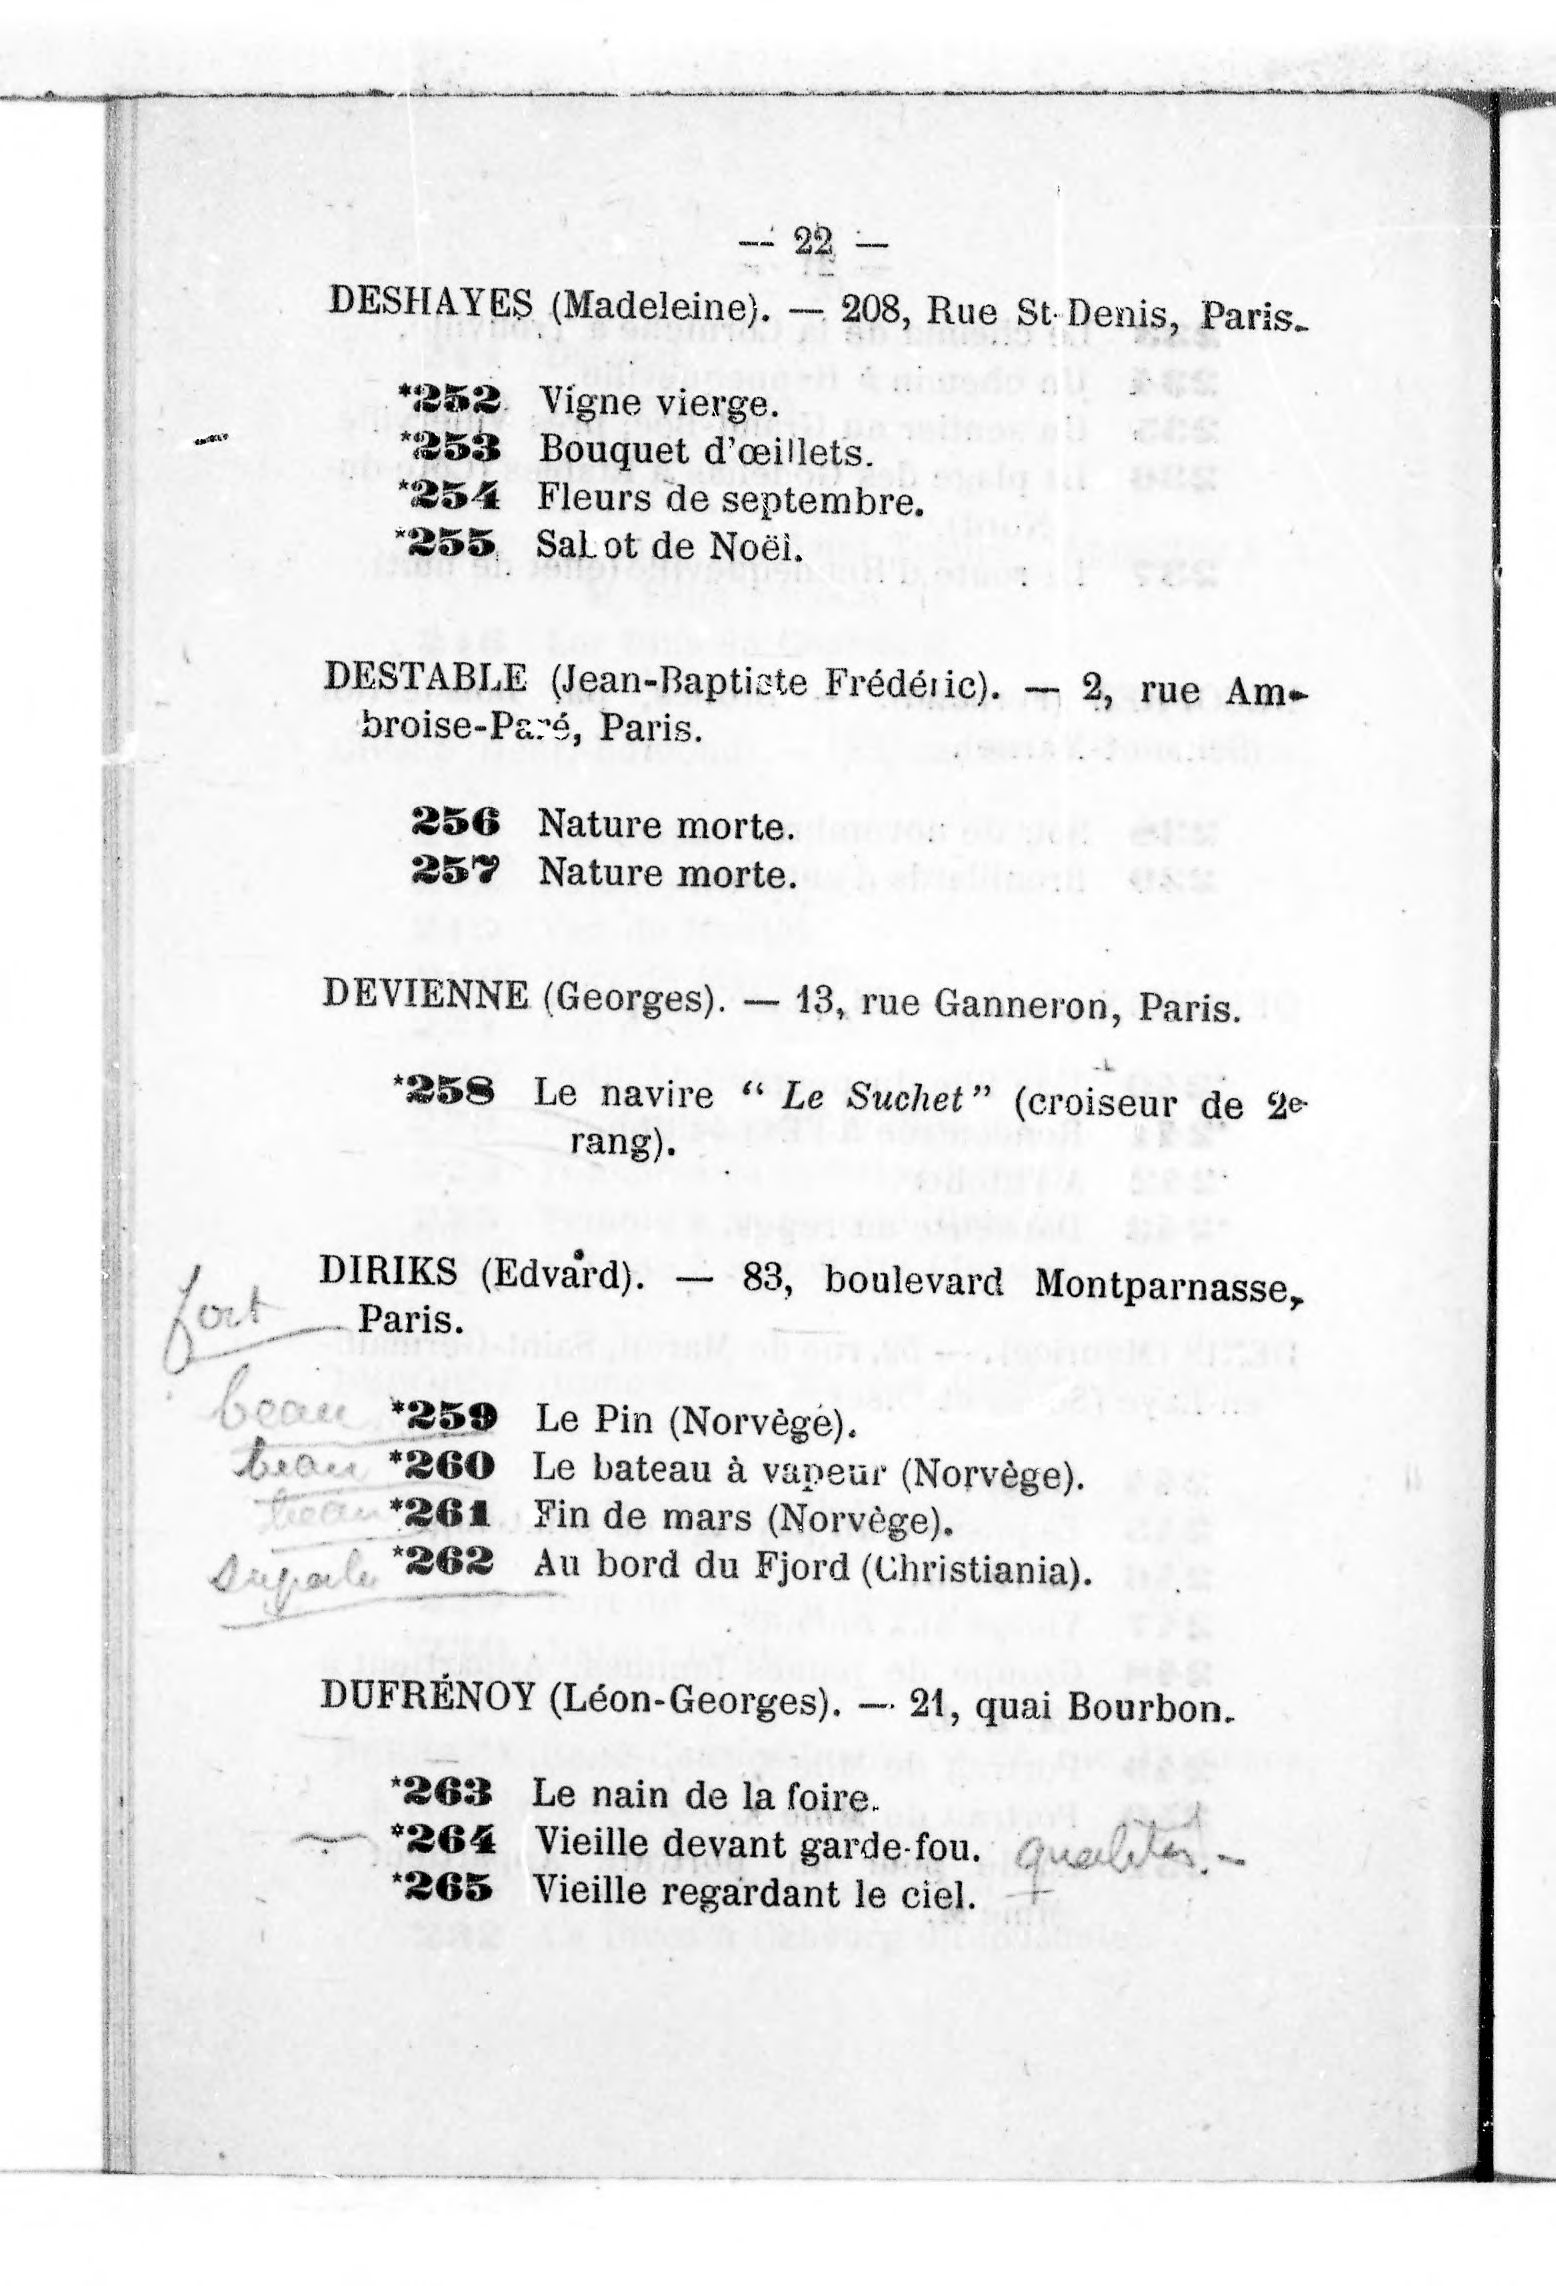 — 22 —
DESHAYES (Madeleine). — 208, Rue St-Denis, Paris.
*252 Vigne vierge.
*253 Bouquet d'œillets.
*254 Fleurs de septembre.
*255 Sabot de Noël.
DESTABLE (Jean-Baptiste Frédéric). — 2, rue Am-
broise-Paré, Paris.
256 Nature morte.
257 Nature morte.
DEVIENNE (Georges). — 13, rue Ganneron, Paris.
*258 Le navire “ Le Suchet ” (croiseur de 2e
rang).
DIRIKS (Edvard). — 83, boulevard Montparnasse,
fort Paris.
beau *259 Le Pin (Norvège).
beau *260 Le bateau à vapeur (Norvège).
beau *261 Fin de mars (Norvège).
superbe *262 Au bord du Fjord (Christiania).
DUFRÉNOY (Léon-Georges). — 21, quai Bourbon.
*263 Le nain de la foire.
*264 Vieille devant garde-fou. qualités. —
*265 Vieille regardant le ciel. +